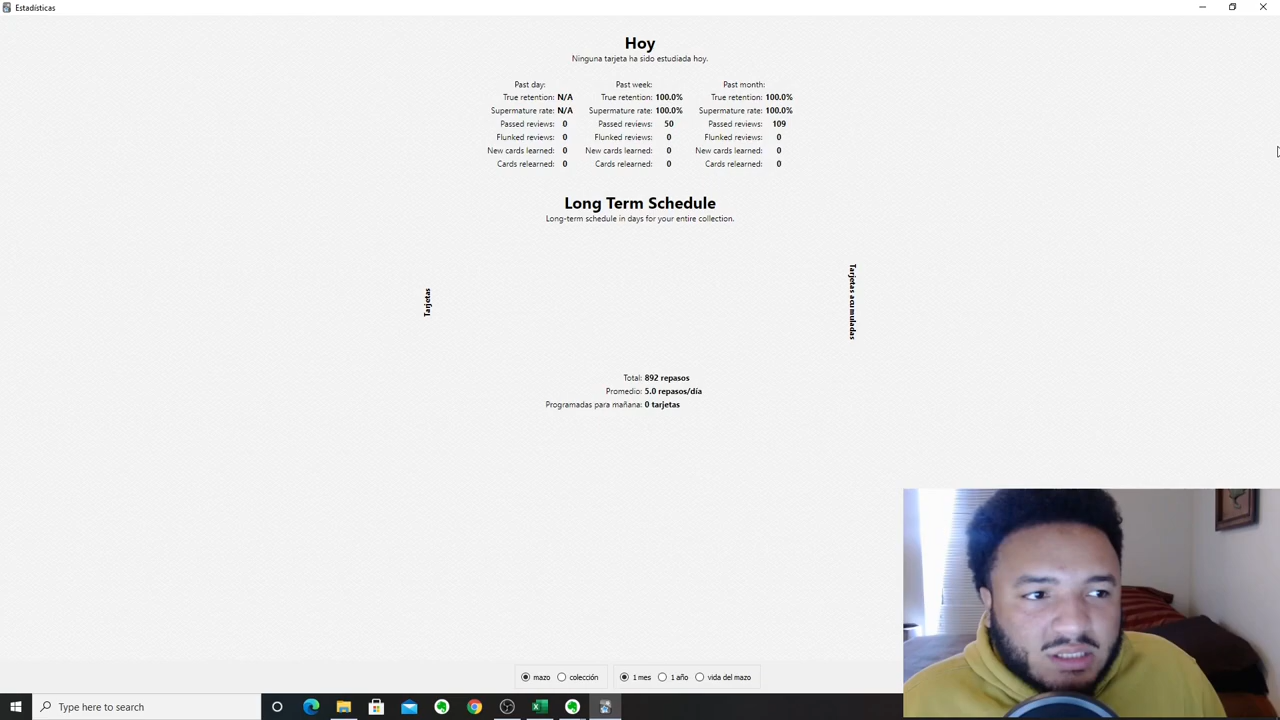 Estadísticas
Hoy
Ninguna tarjeta ha sido estudiada hoy.
Past day: Past week: Past month:
True retention: N/A True retention: 100.0% True retention: 100.0%
Supermature rate: N/A Supermature rate: 100.0% Supermature rate: 100.0%
Passed reviews: 0 Passed reviews: 50 Passed reviews: 109
Flunked reviews: 0 Flunked reviews: 0 Flunked reviews: 0
New cards learned: 0 New cards learned: 0 New cards learned: 0
Cards relearned: 0 Cards relearned: 0 Cards relearned: 0
Long Term Schedule
Long-term schedule in days for your entire collection.
Tarjetas
Tarjetas acumuladas
Total: 892 repasos
Promedio: 5.0 repasos/día
Programadas para mañana: 0 tarjetas
mazo colección 1 mes 1 año vida del mazo
Type here to search